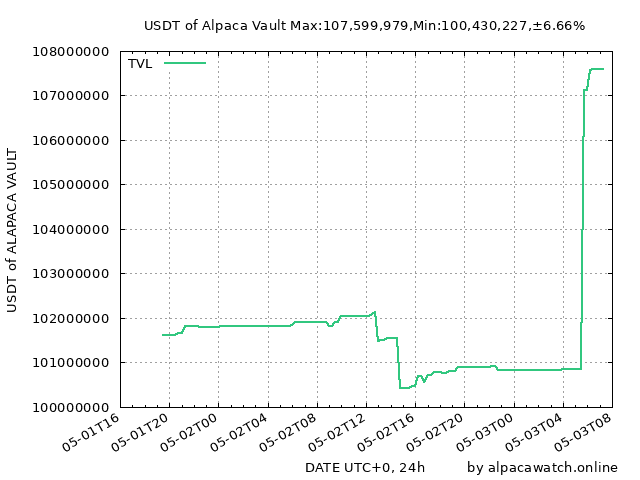 USDT of Alpaca Vault Max:107,599,979,Min:100,430,227,±6.66%
TVL
USDT of ALAPACA VAULT
108000000
107000000
106000000
105000000
104000000
103000000
102000000
101000000
100000000
05-01T16
05-01T20
05-02T00
05-02T04
05-02T08
05-02T12
05-02T16
05-02T20
05-03T00
05-03T04
05-03T08
DATE UTC+0, 24h
by alpacawatch.online